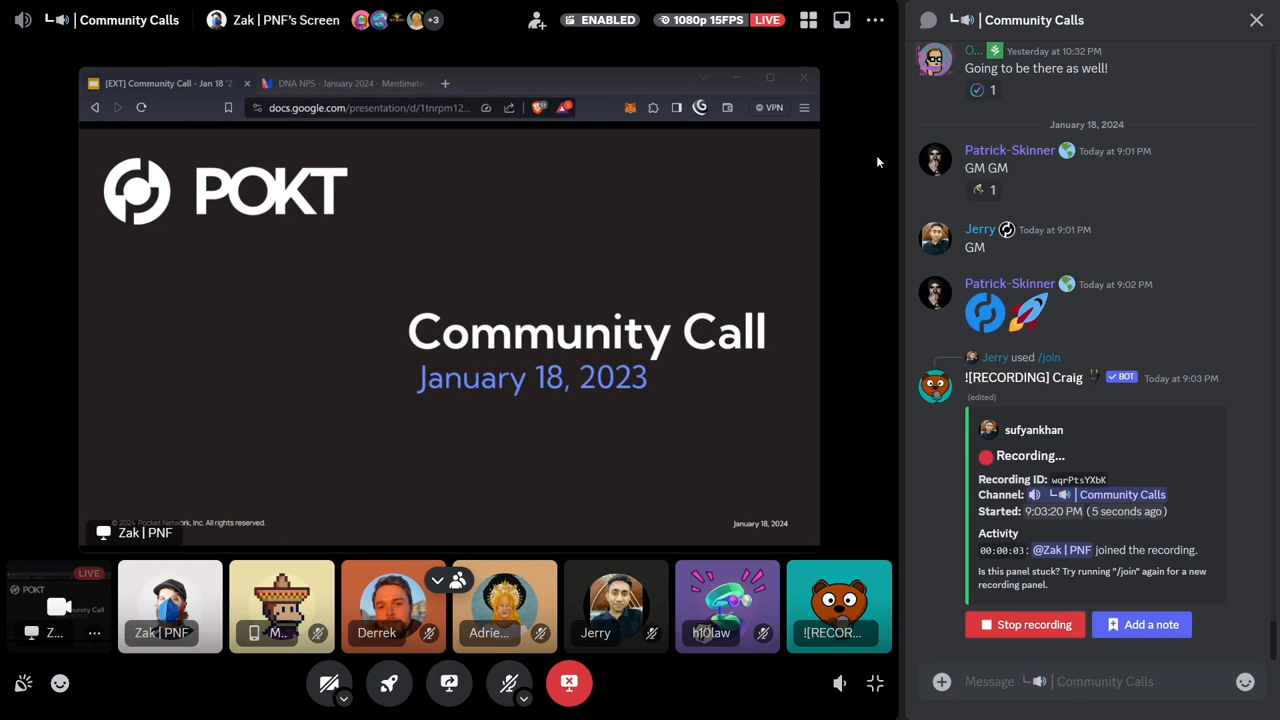 Community Calls
Zak | PNF's Screen
+3
ENABLED
1080p 15FPS
LIVE
[EXT] Community Call - Jan 18 '2
DNA NPS - January 2024 - Mentimete
docs.google.com/presentation/d/1tnrpm12...
VPN
POKT
Community Call
January 18, 2023
© 2024 Pocket Network, Inc. All rights reserved.
January 18, 2024
Zak | PNF
LIVE
POKT
Z...
Zak | PNF
M...
Derrek
Adrie...
Jerry
h10law
![RECOR...
Community Calls
O...
Yesterday at 10:32 PM
Going to be there as well!
1
January 18, 2024
Patrick-Skinner Today at 9:01 PM
GM GM
1
Jerry Today at 9:01 PM
GM
Patrick-Skinner Today at 9:02 PM
Jerry used /join
![RECORDING] Craig BOT Today at 9:03 PM
(edited)
sufyankhan
Recording...
Recording ID: wqrPtsYXbK
Channel: Community Calls
Started: 9:03:20 PM (5 seconds ago)
Activity
00:00:03: @Zak | PNF joined the recording.
Is this panel stuck? Try running "/join" again for a new
recording panel.
Stop recording
Add a note
Message Community Calls